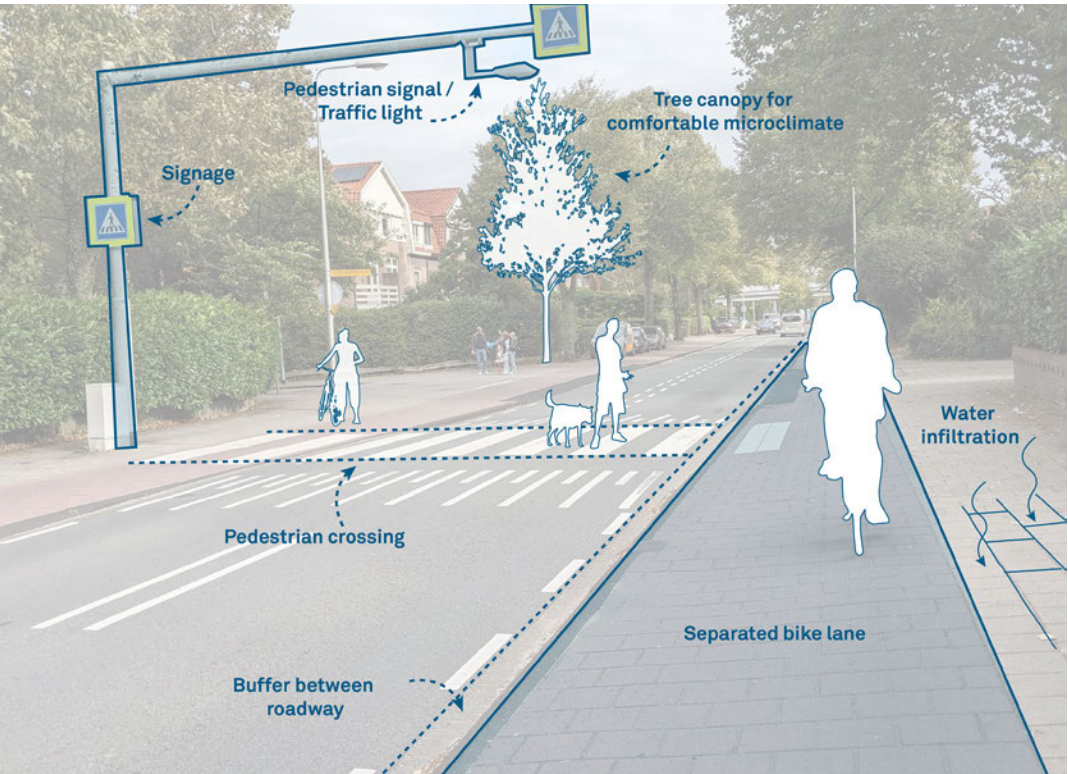 Pedestrian signal /
Traffic light
Tree canopy for
comfortable microclimate
Signage
Water
infiltration
Pedestrian crossing
Separated bike lane
Buffer between
roadway